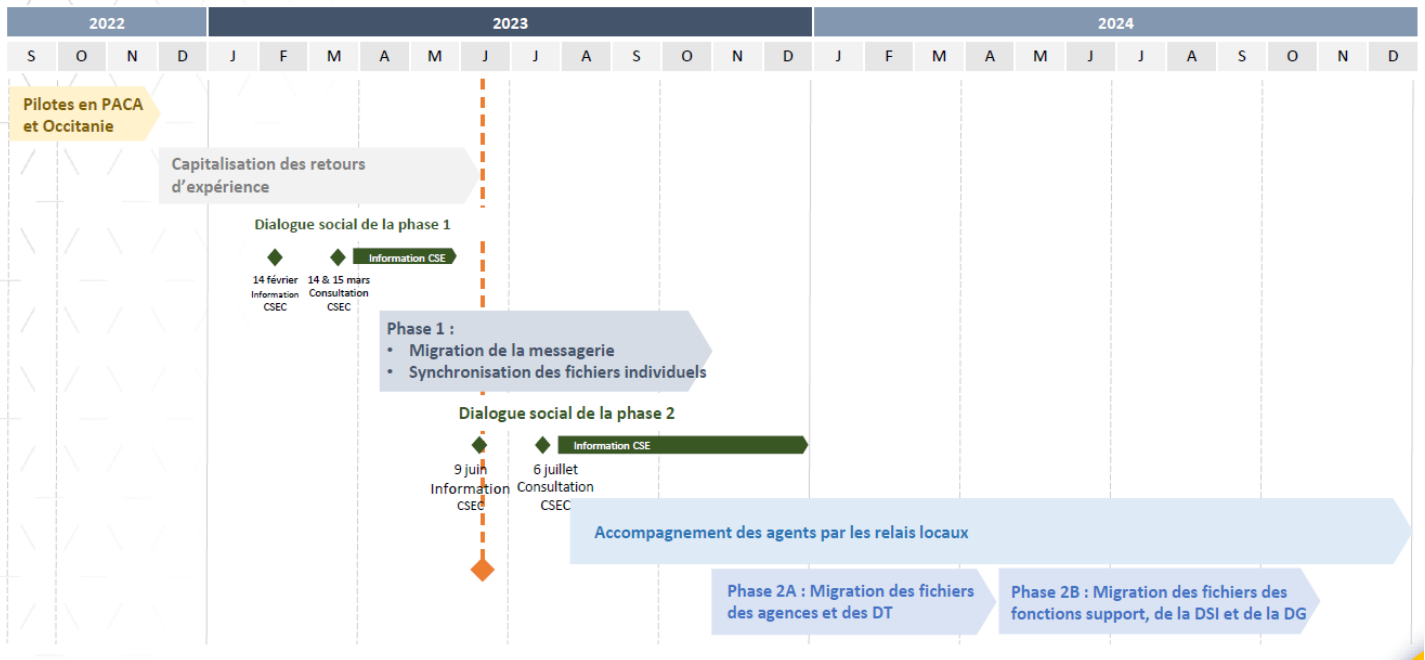 2022 2023 2024
S O N D J F M A M J J A S O N D J F M A M J J A S O N D
Pilotes en PACA
et Occitanie
Capitalisation des retours
d’expérience
Dialogue social de la phase 1
Information CSE
14 février
Information
CSEC
14 & 15 mars
Consultation
CSEC
Phase 1 :
• Migration de la messagerie
• Synchronisation des fichiers individuels
Dialogue social de la phase 2
Information CSE
9 juin
Information
CSEC
6 juillet
Consultation
CSEC
Accompagnement des agents par les relais locaux
Phase 2A : Migration des fichiers
des agences et des DT
Phase 2B : Migration des fichiers des
fonctions support, de la DSI et de la DG